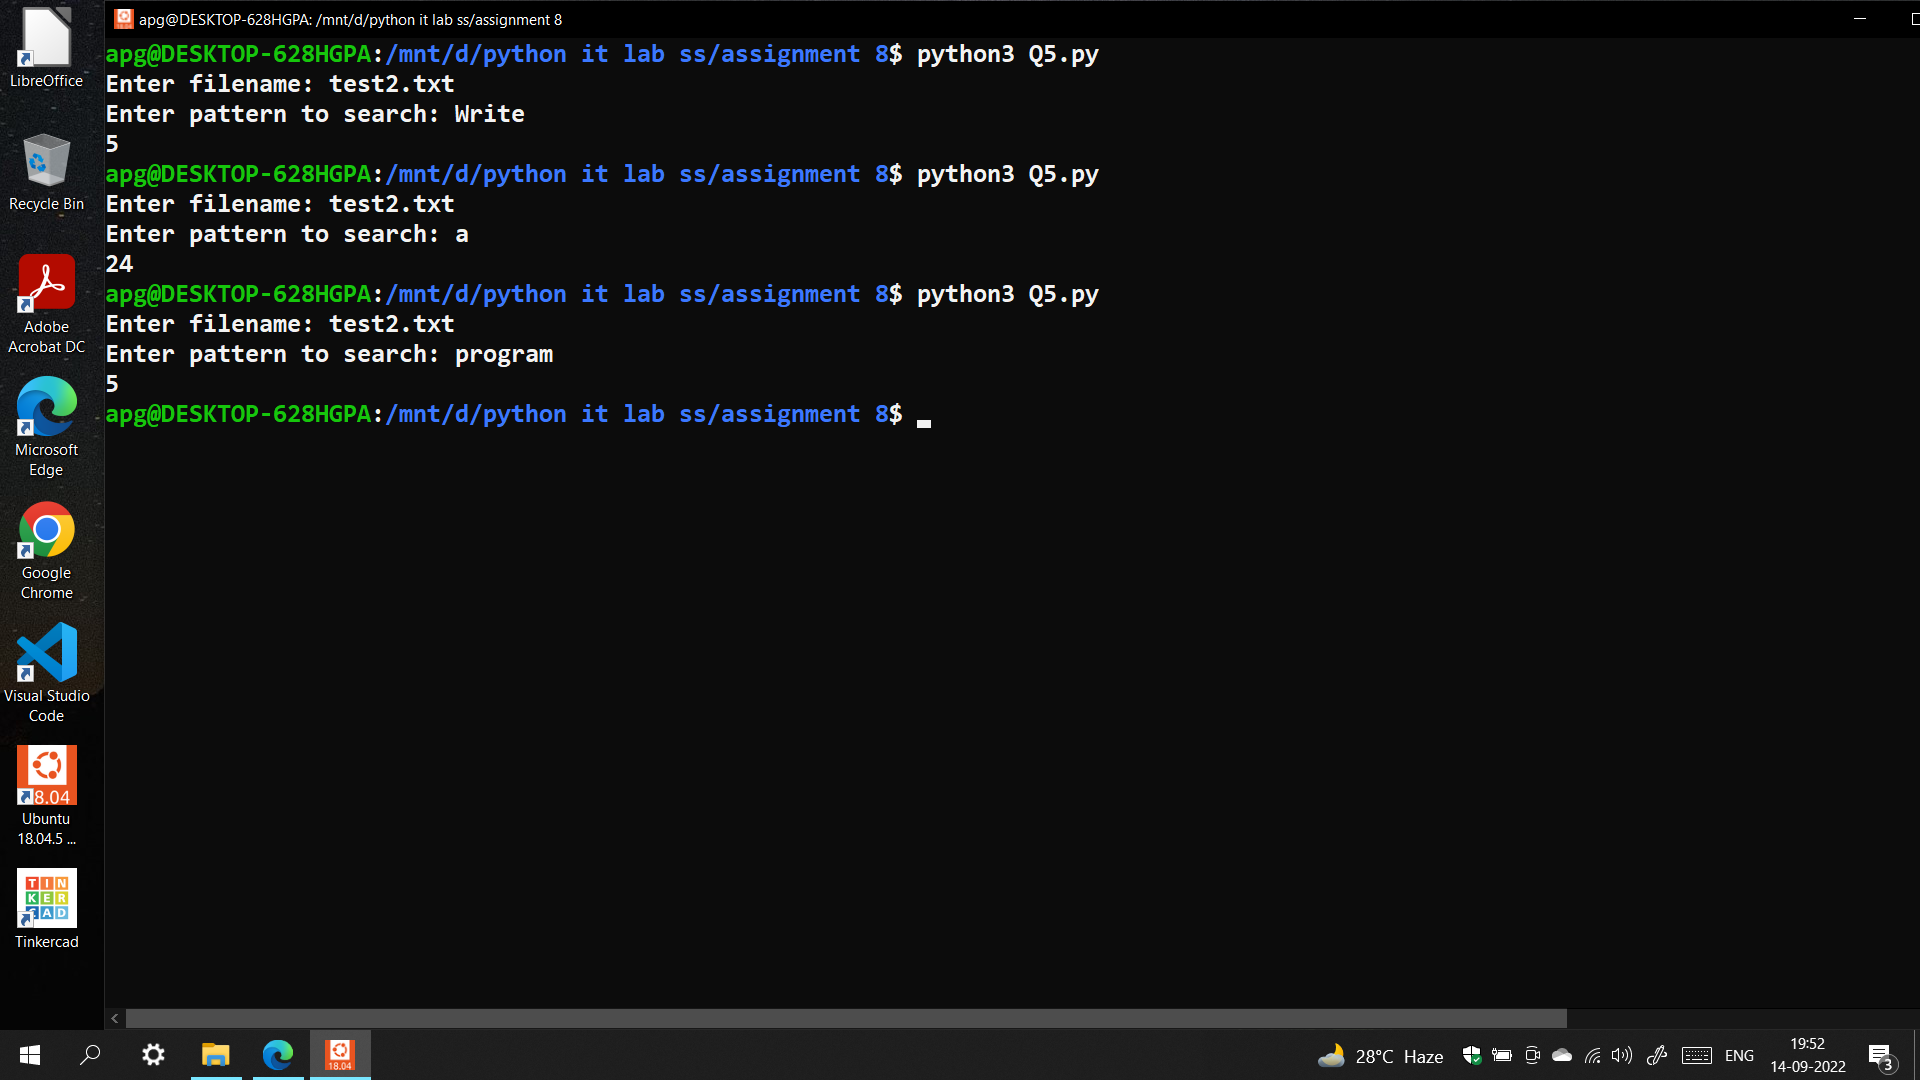 apg@DESKTOP-628HGPA: /mnt/d/python it lab ss/assignment 8
apg@DESKTOP-628HGPA:/mnt/d/python it lab ss/assignment 8$ python3 Q5.py
Enter filename: test2.txt
Enter pattern to search: Write
5
apg@DESKTOP-628HGPA:/mnt/d/python it lab ss/assignment 8$ python3 Q5.py
Enter filename: test2.txt
Enter pattern to search: a
24
apg@DESKTOP-628HGPA:/mnt/d/python it lab ss/assignment 8$ python3 Q5.py
Enter filename: test2.txt
Enter pattern to search: program
5
apg@DESKTOP-628HGPA:/mnt/d/python it lab ss/assignment 8$
LibreOffice
Recycle Bin
Adobe
Acrobat DC
Microsoft
Edge
Google
Chrome
Visual Studio
Code
18.04
Ubuntu
18.04.5 ...
TIN
KER
CAD
Tinkercad
18.04
28°C Haze
ENG
19:52
14-09-2022
3